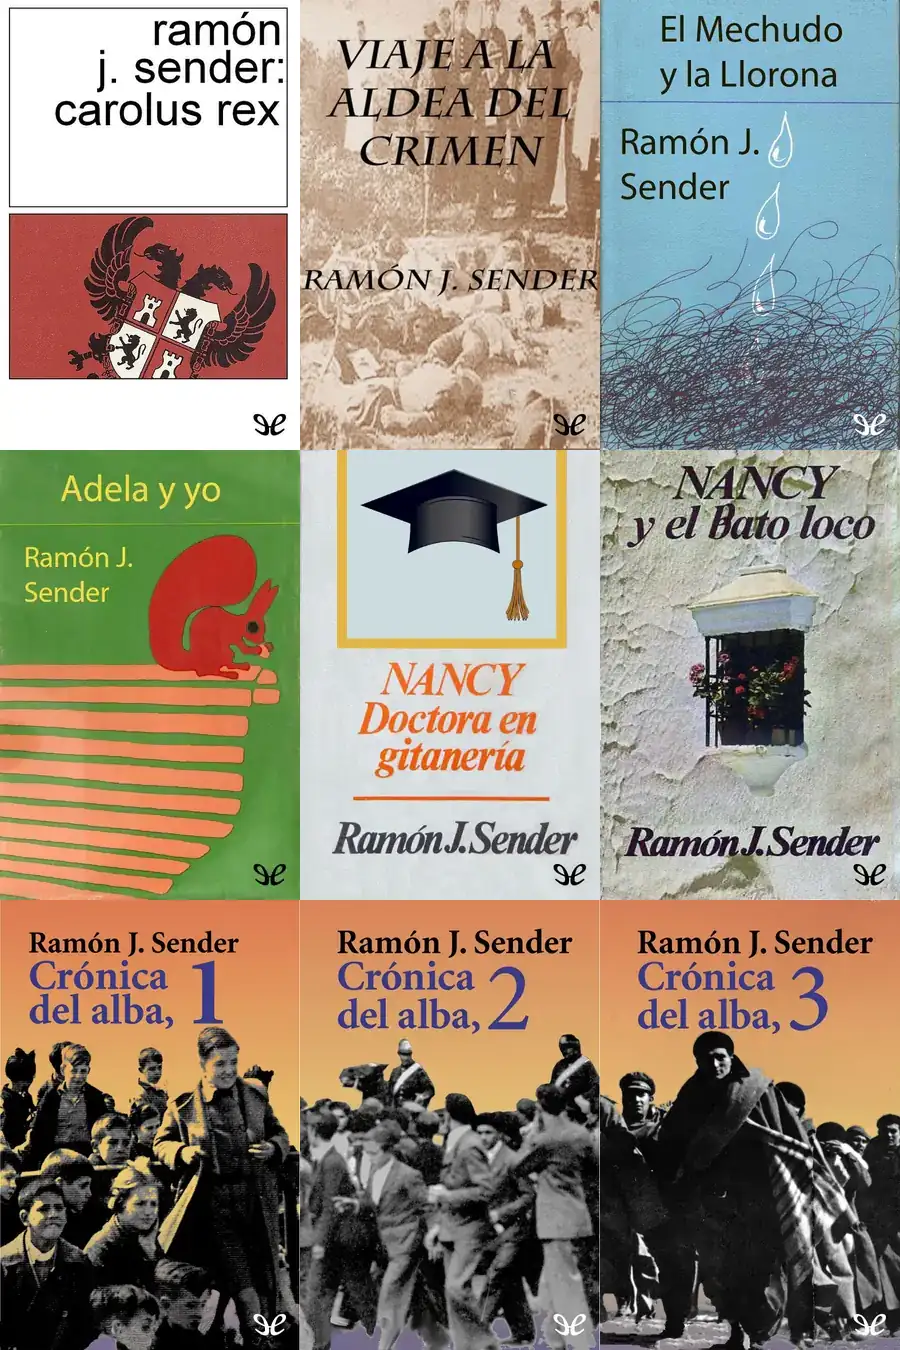 ramón
j. sender:
carolus rex
VIAJE A LA
ALDEA DEL
CRIMEN
RAMÓN J. SENDER
El Mechudo
y la Llorona
Ramón J.
Sender
Adela y yo
Ramón J.
Sender
NANCY
Doctora en
gitanería
Ramón J. Sender
NANCY
y el Bato loco
Ramón J. Sender
Ramón J. Sender
Crónica
del alba, 1
Ramón J. Sender
Crónica
del alba, 2
Ramón J. Sender
Crónica
del alba, 3